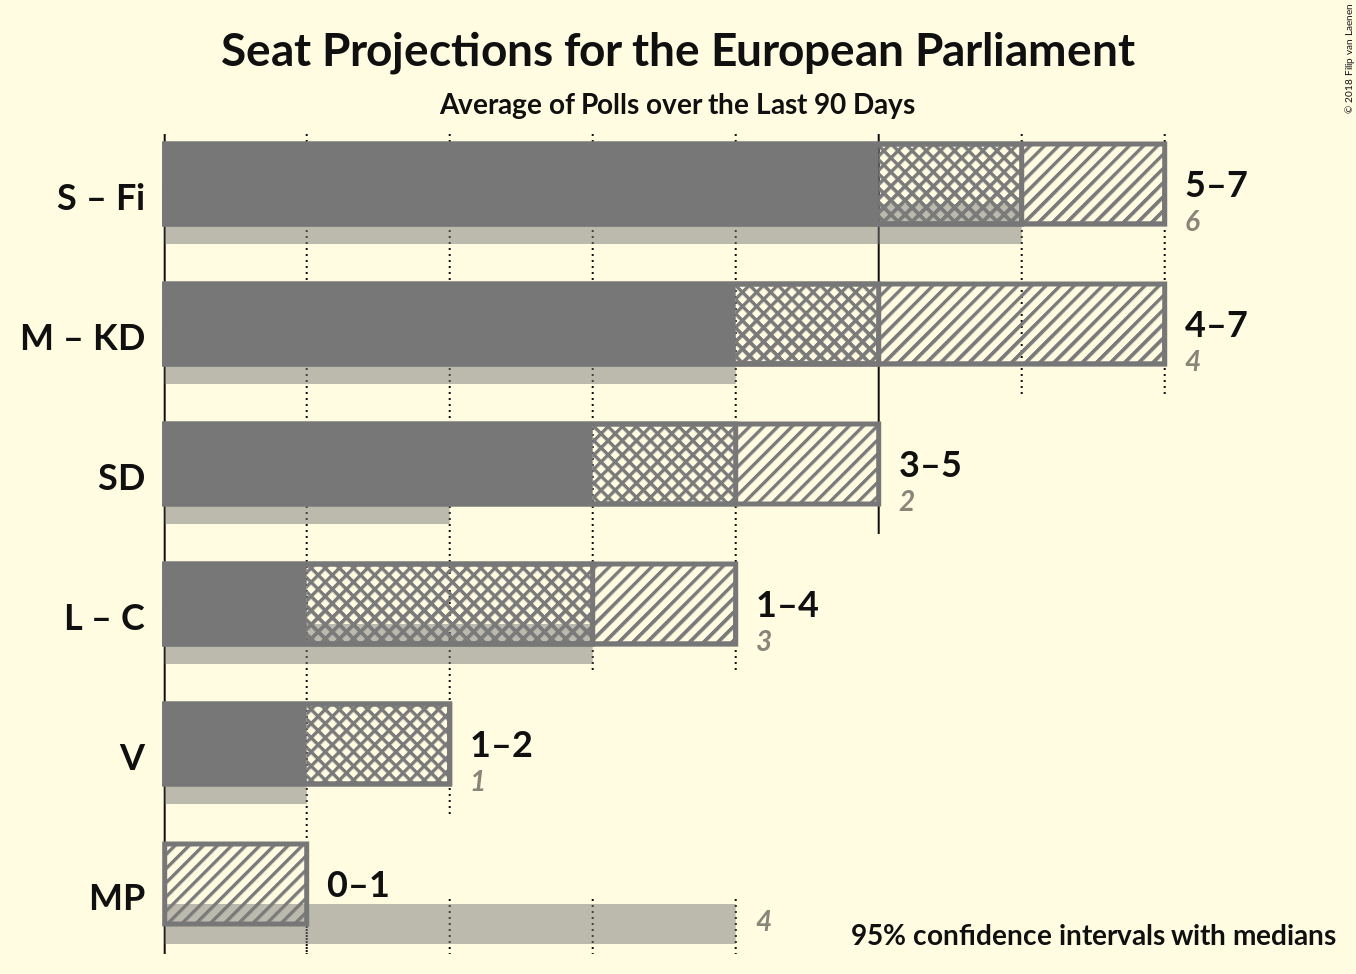 Seat Projections for the European Parliament
Average of Polls over the Last 90 Days
© 2018 Filip van Laenen
S – Fi
5–7
6
M – KD
4–7
4
SD
3–5
2
L – C
1–4
3
V
1–2
1
MP
0–1
4
95% confidence intervals with medians